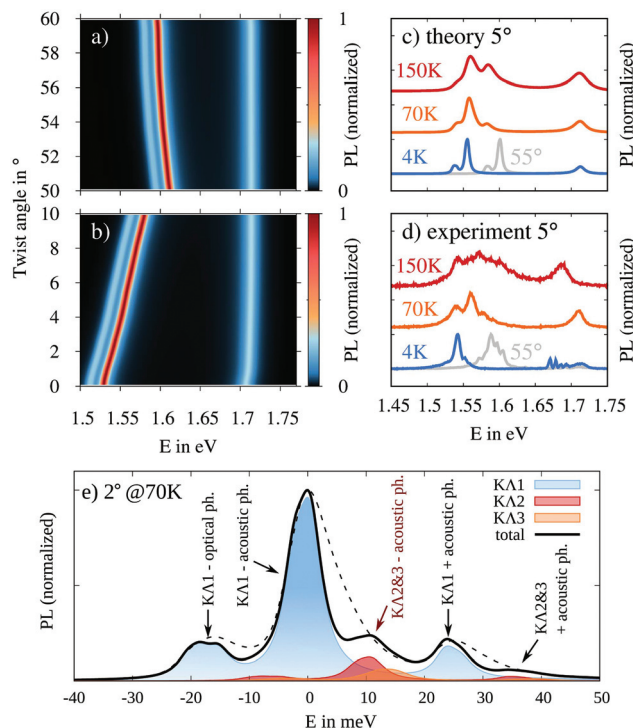 a)
60
58
56
54
52
50
1
0
PL (normalized)
b)
10
8
6
4
2
0
1
0
PL (normalized)
Twist angle in °
1.5 1.55 1.6 1.65 1.7 1.75
E in eV
c) theory 5°
150K
70K
4K
55°
PL (normalized)
d) experiment 5°
150K
70K
4K
55°
PL (normalized)
1.45 1.5 1.55 1.6 1.65 1.7 1.75
E in eV
e) 2° @70K
KΛ1 - optical ph.
KΛ1 - acoustic ph.
KΛ2&3 - acoustic ph.
KΛ1 + acoustic ph.
KΛ2&3
+ acoustic ph.
KΛ1
KΛ2
KΛ3
total
PL (normalized)
-40 -30 -20 -10 0 10 20 30 40 50
E in meV